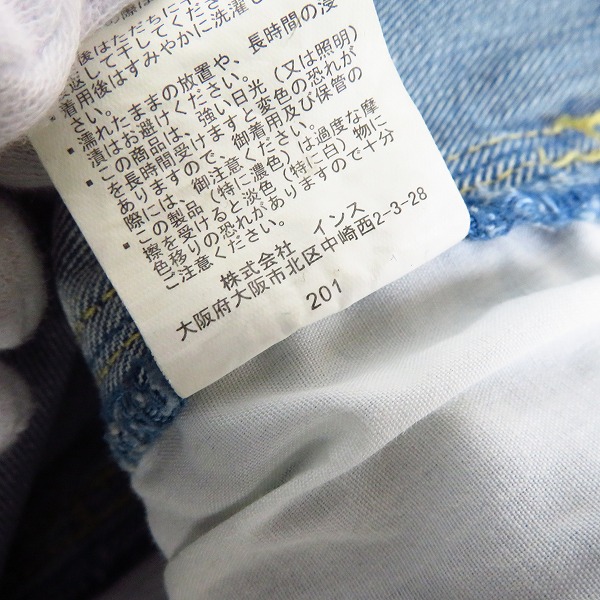 後はただちに
返して干してくださ
・着用後はすみやかに洗濯し
さい。
・濡れたままの放置や、長時間の浸
漬はお避けください。
・この商品は、強い日光（又は照明）
を長時間受けますと変色の恐れが
ありますので、御着用及び保管の
際には、御注意ください。
・この製品（特に濃色）は過度な摩
擦を受けると淡色（特に白）物に
色移りの恐れがありますので十分
ご注意ください。
株式会社　インス
大阪府大阪市北区中崎西2-3-28
201